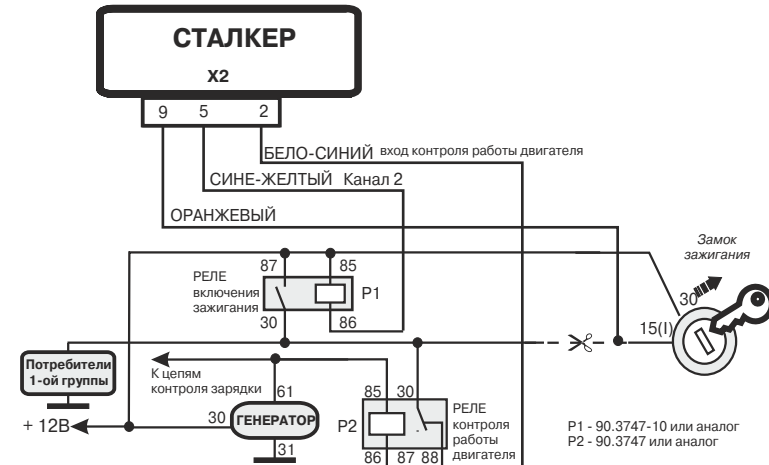 СТАЛКЕР
X2
9 5 2
БЕЛО-СИНИЙ вход контроля работы двигателя
СИНЕ-ЖЕЛТЫЙ Канал 2
ОРАНЖЕВЫЙ
Замок
зажигания
87 85
РЕЛЕ
включения
зажигания
P1
30 86
30
15(I)
Потребители
1-ой группы
К цепям
контроля зарядки
61
85 30
+ 12В
30
ГЕНЕРАТОР
31
P2
РЕЛЕ
контроля
работы
двигателя
86 87 88
P1 - 90.3747-10 или аналог
P2 - 90.3747 или аналог